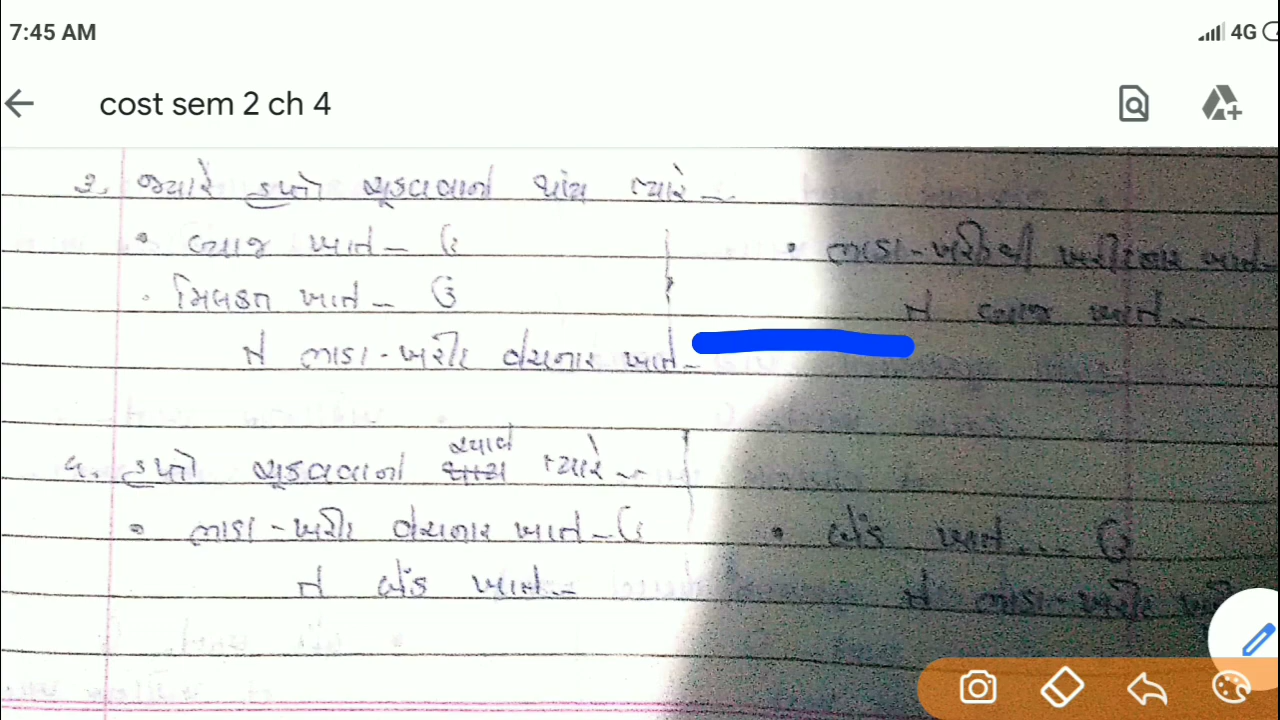 7:45 AM 4G
cost sem 2 ch 4
૩. જ્યારે હપ્તો ચૂકવવાનો થાય ત્યારે -
• વ્યાજ ખાતે - ઉ
• મિલકત ખાતે - ઉ
તે ભાડા-ખરીદ વેચનાર ખાતે -
• ભાડા-ખરીદથી ખરીદનાર ખાતે
તે વ્યાજ ખાતે -
૪. હપ્તો ચૂકવવાનો ત્યારે -
• ભાડા-ખરીદ વેચનાર ખાતે - ઉ
તે બેંક ખાતે -
• બેંક ખાતે ... ઉ
તે ભાડા-ખરીદ